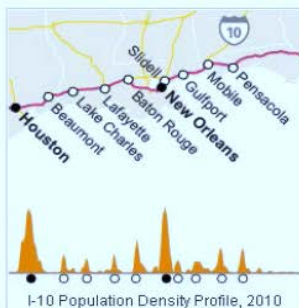 10
Slidell
Houston
Beaumont
Lake Charles
Lafayette
Baton Rouge
New Orleans
Gulfport
Mobile
Pensacola
I-10 Population Density Profile, 2010